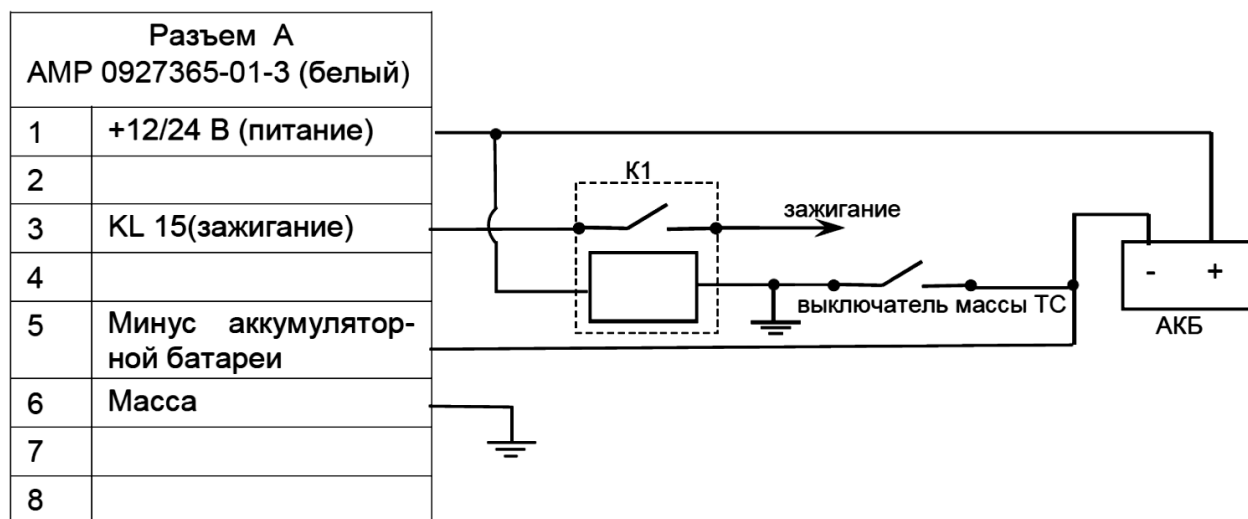 Разъем А
AMP 0927365-01-3 (белый)
1 +12/24 В (питание)
2
3 KL 15(зажигание)
4
5 Минус аккумулятор-
ной батареи
6 Масса
7
8
К1
зажигание
выключатель массы ТС
- +
АКБ